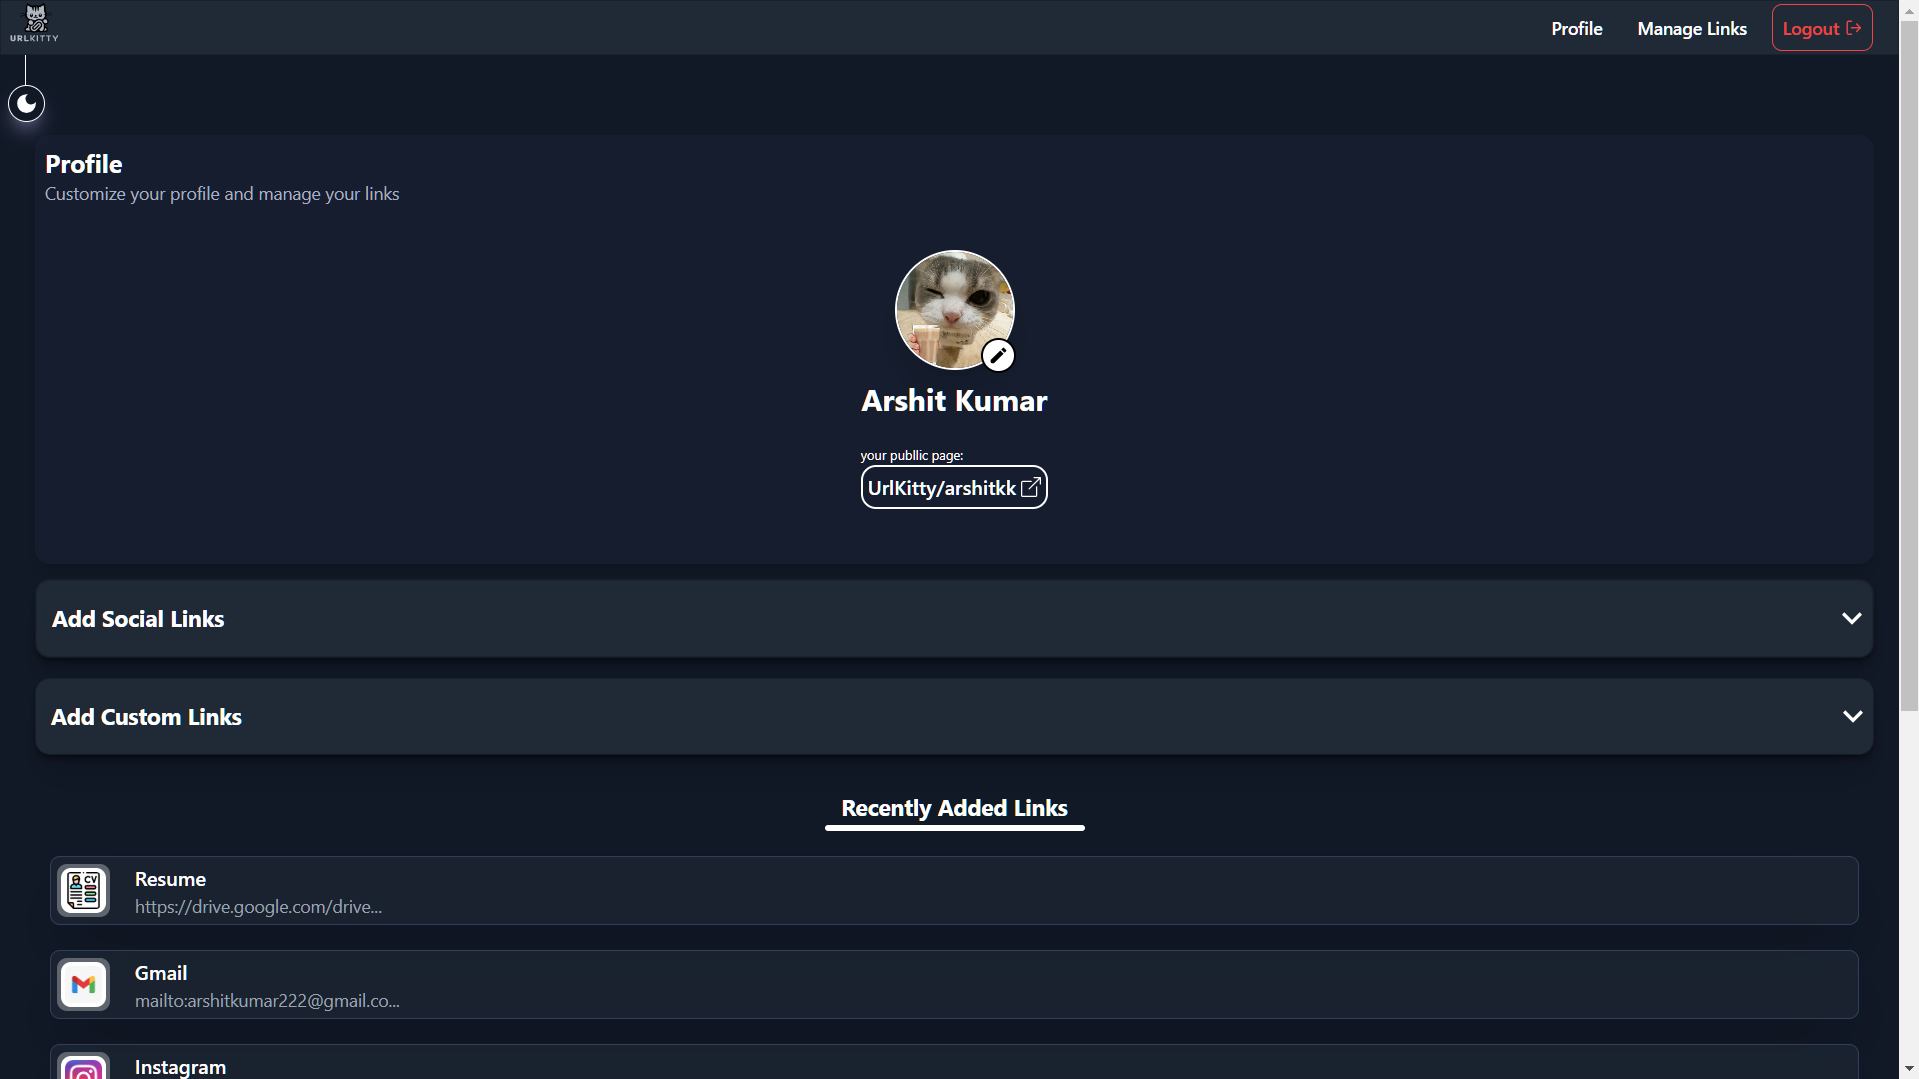 URLKITTY
Profile
Manage Links
Logout
Profile
Customize your profile and manage your links
Arshit Kumar
your publlic page:
UrlKitty/arshitkk
Add Social Links
Add Custom Links
Recently Added Links
CV
Resume
https://drive.google.com/drive...
Gmail
mailto:arshitkumar222@gmail.co...
Instagram